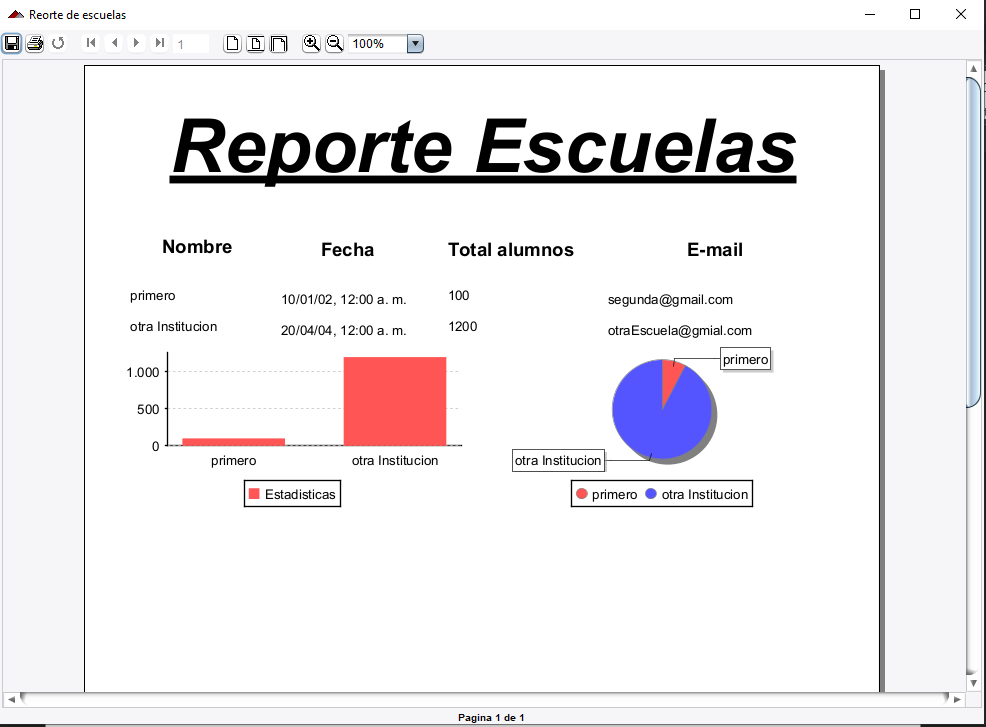 Reorte de escuelas
1 100%
Reporte Escuelas
Nombre Fecha Total alumnos E-mail
primero 10/01/02, 12:00 a. m. 100 segunda@gmail.com
otra Institucion 20/04/04, 12:00 a. m. 1200 otraEscuela@gmial.com
1.000
500
0
primero otra Institucion
Estadisticas
primero
otra Institucion
primero otra Institucion
Pagina 1 de 1